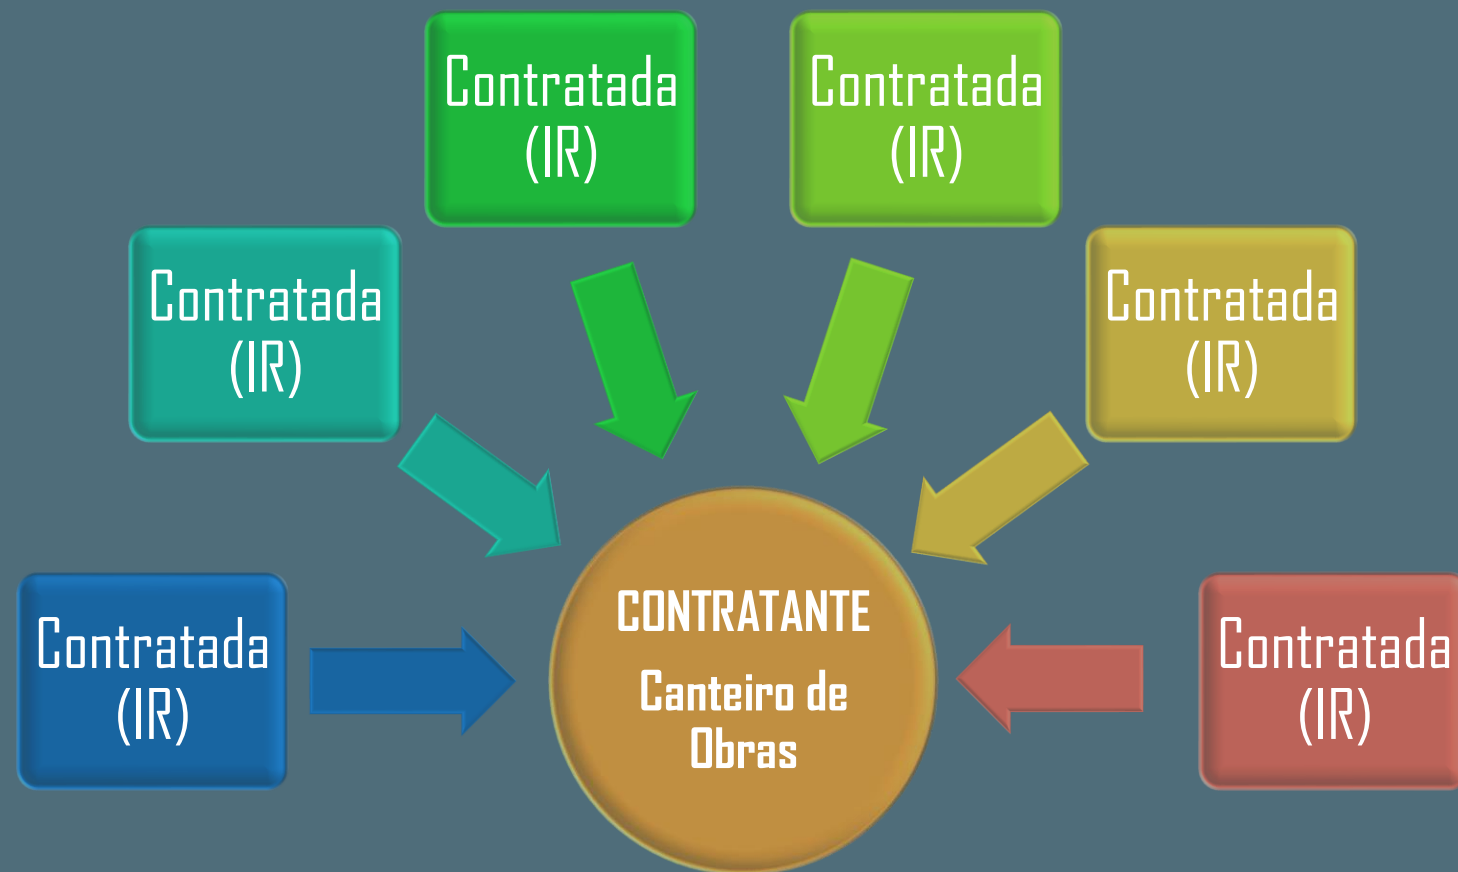 Contratada
(IR)
Contratada
(IR)
Contratada
(IR)
Contratada
(IR)
Contratada
(IR)
Contratada
(IR)
CONTRATANTE
Canteiro de
Obras